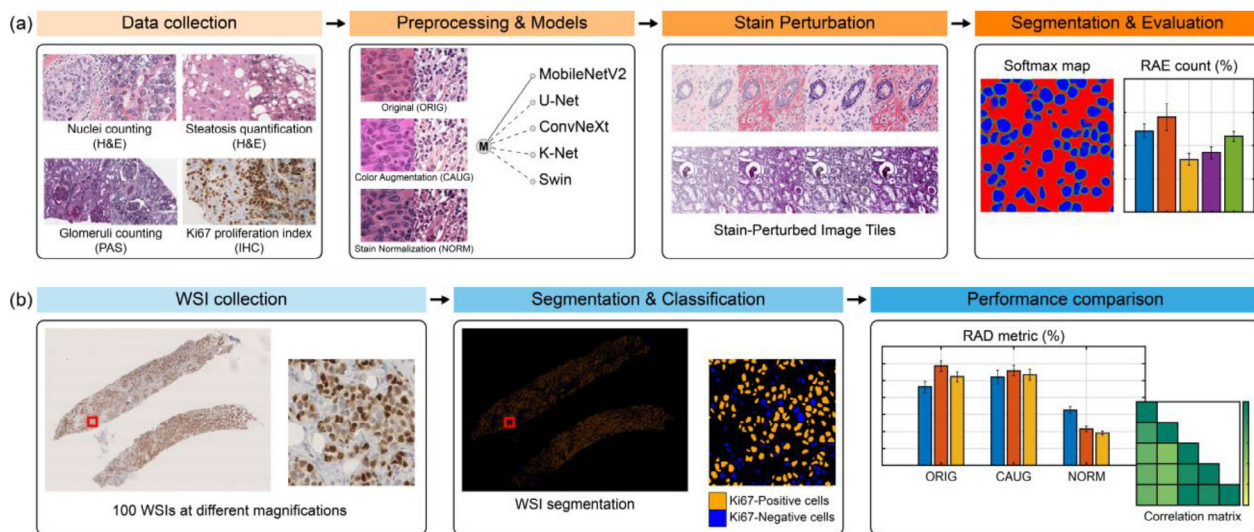 (a)
Data collection
Preprocessing & Models
Stain Perturbation
Segmentation & Evaluation
Nuclei counting
(H&E)
Steatosis quantification
(H&E)
Glomeruli counting
(PAS)
Ki67 proliferation index
(IHC)
Original (ORIG)
Color Augmentation (CAUG)
Stain Normalization (NORM)
M
MobileNetV2
U-Net
ConvNeXt
K-Net
Swin
Stain-Perturbed Image Tiles
Softmax map
RAE count (%)
(b)
WSI collection
Segmentation & Classification
Performance comparison
100 WSIs at different magnifications
WSI segmentation
Ki67-Positive cells
Ki67-Negative cells
RAD metric (%)
ORIG
CAUG
NORM
Correlation matrix